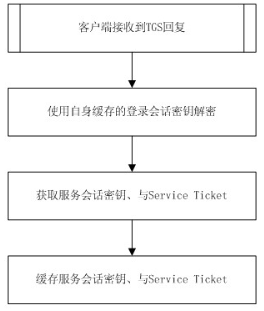 客户端接收到TGS回复
使用自身缓存的登录会话密钥解密
获取服务会话密钥、与Service Ticket
缓存服务会话密钥、与Service Ticket